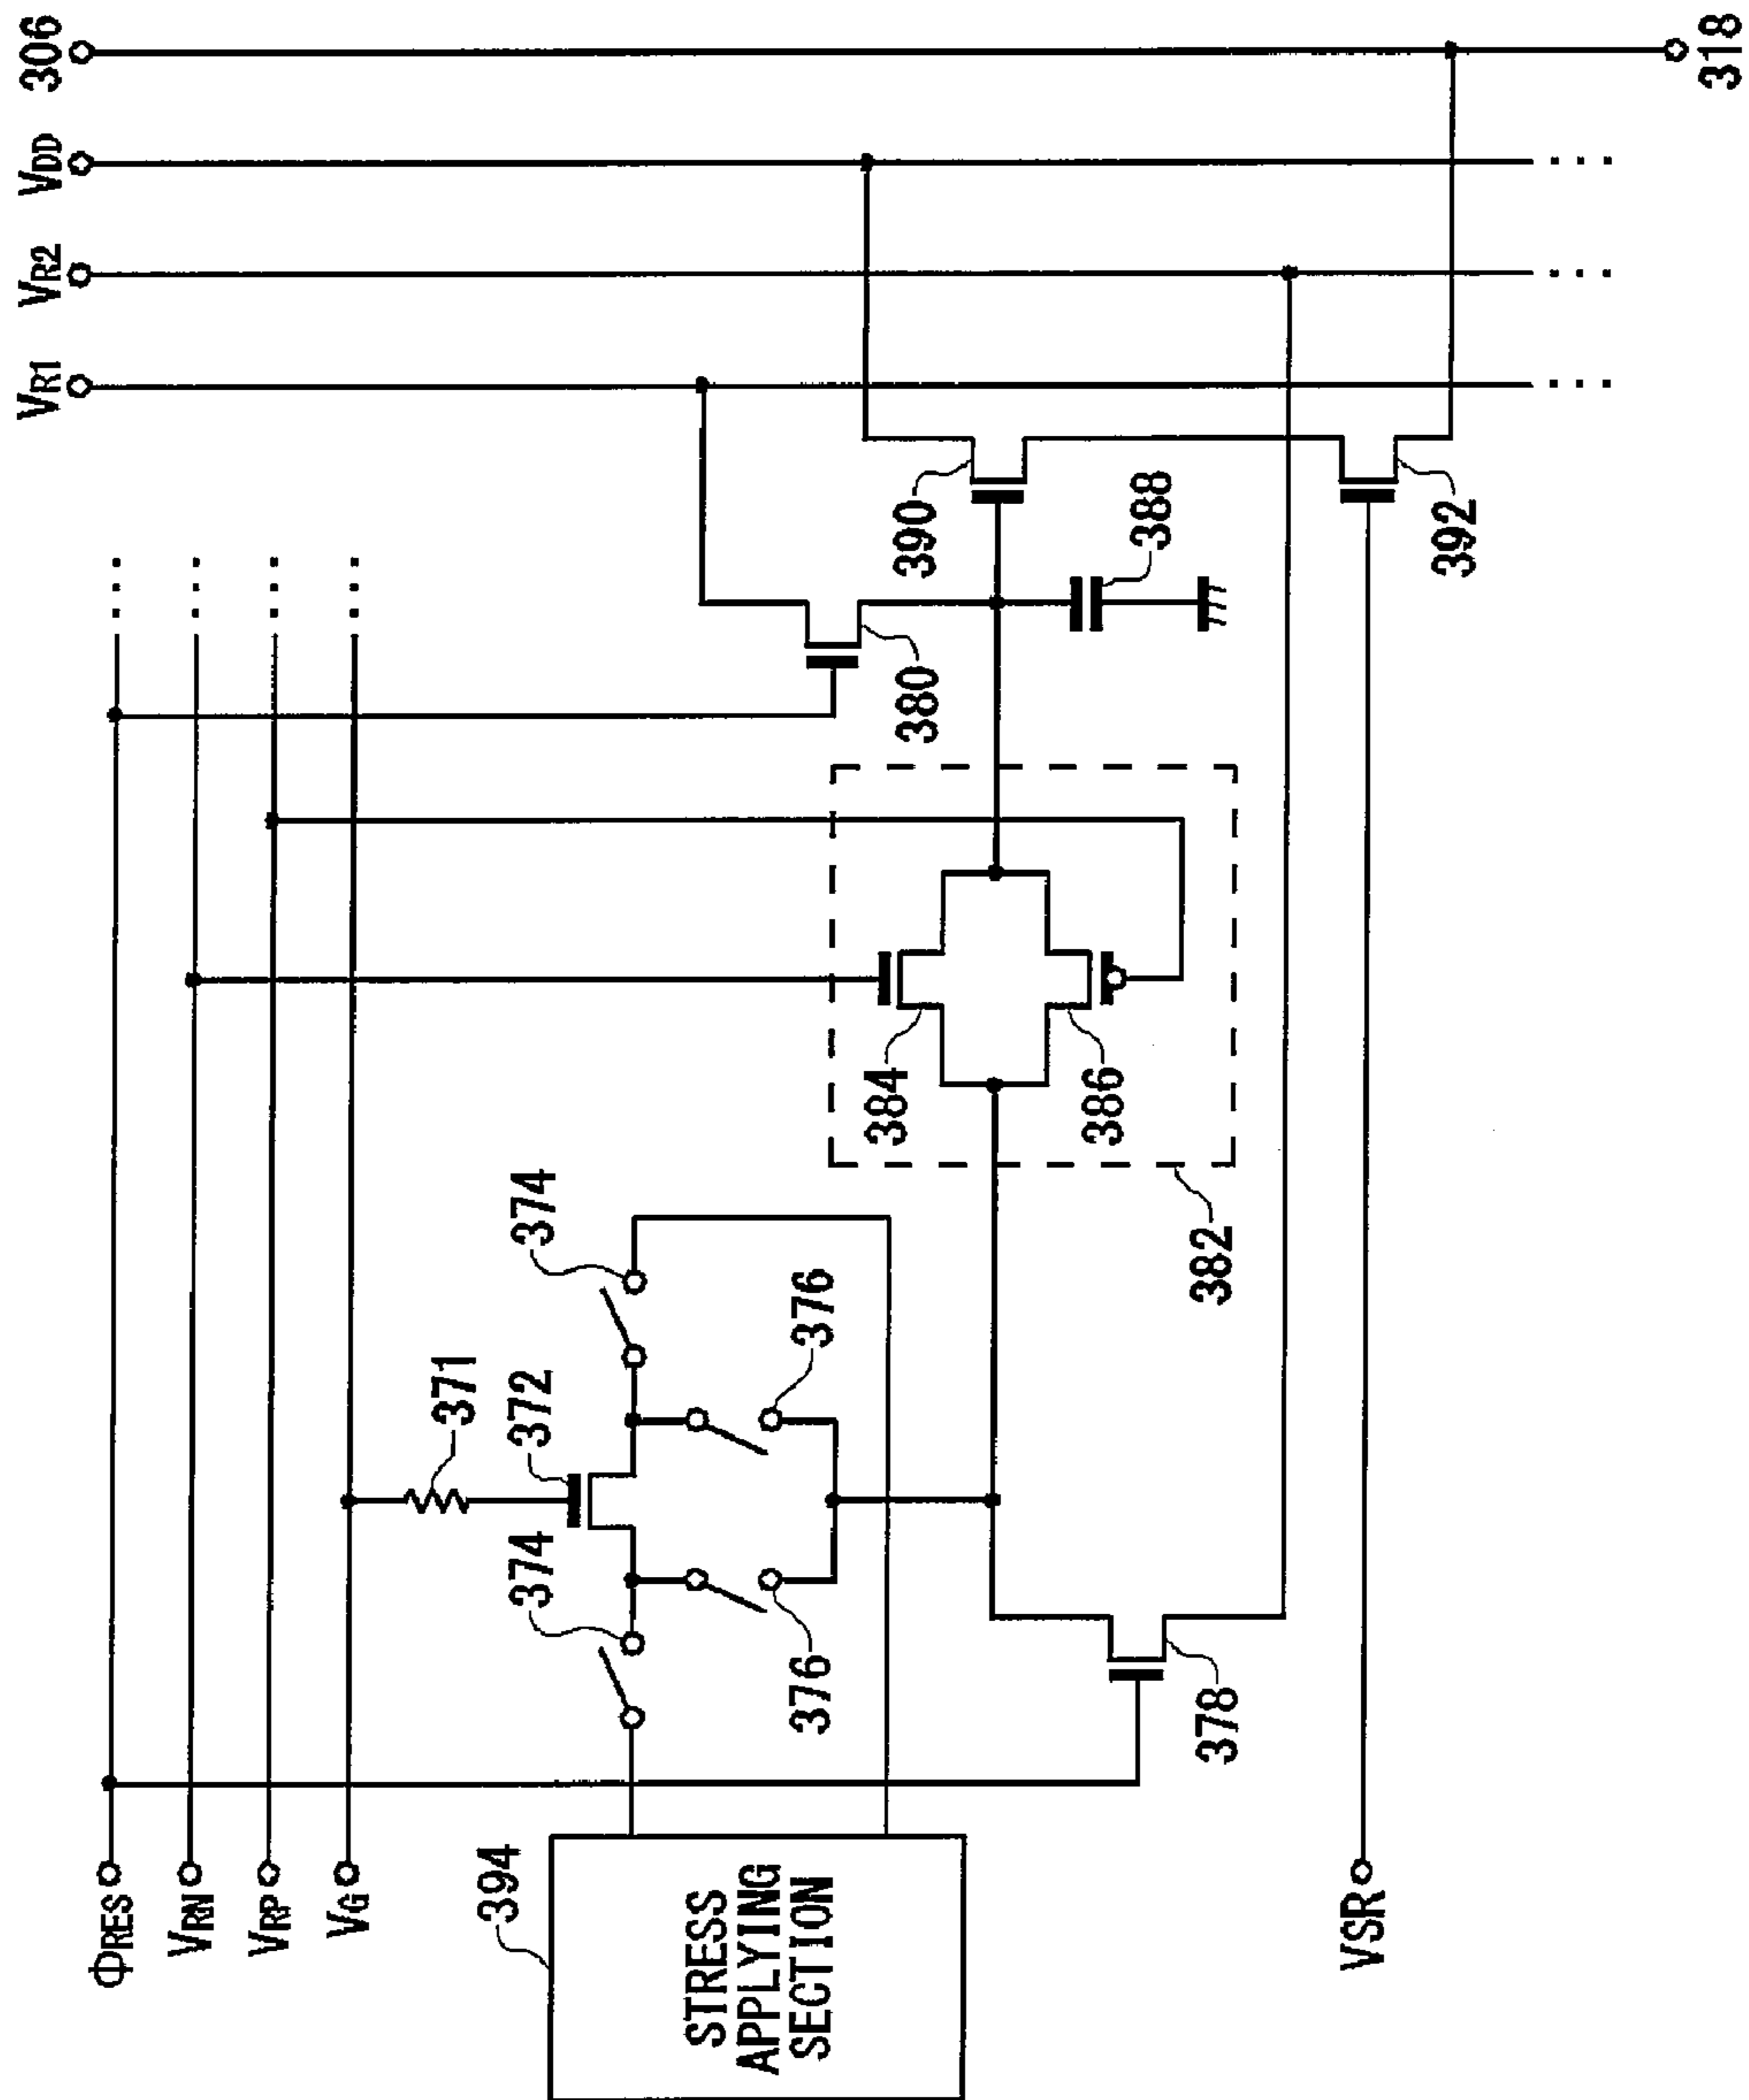 VR1
VR2
VDD
306
ΦRES
VRN
VRP
VG
371
394
374
372
374
STRESS
APPLYING
SECTION
376
376
384
380
390
386
388
378
382
VSR
392
318